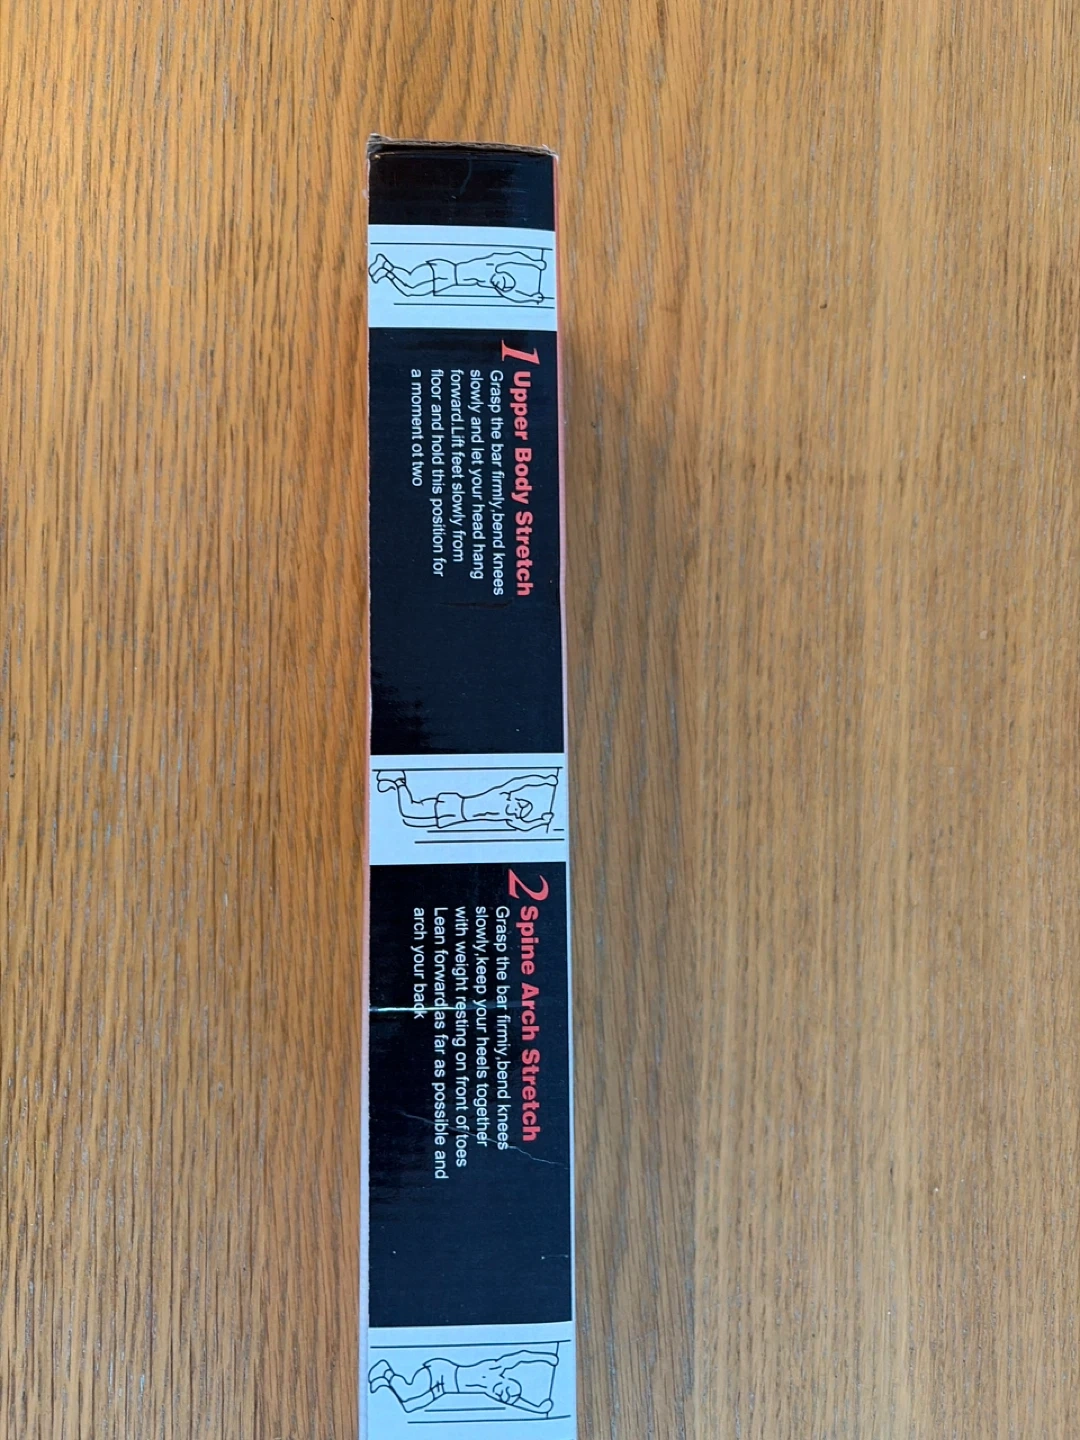 1 Upper Body Stretch
Grasp the bar firmly,bend knees
slowly and let your head hang
forward.Lift feet slowly from
floor and hold this position for
a moment ot two
2 Spine Arch Stretch
Grasp the bar firmiy,bend knees
slowly,keep your heels together
with weight resting on front of toes
Lean forward as far as possible and
arch your back